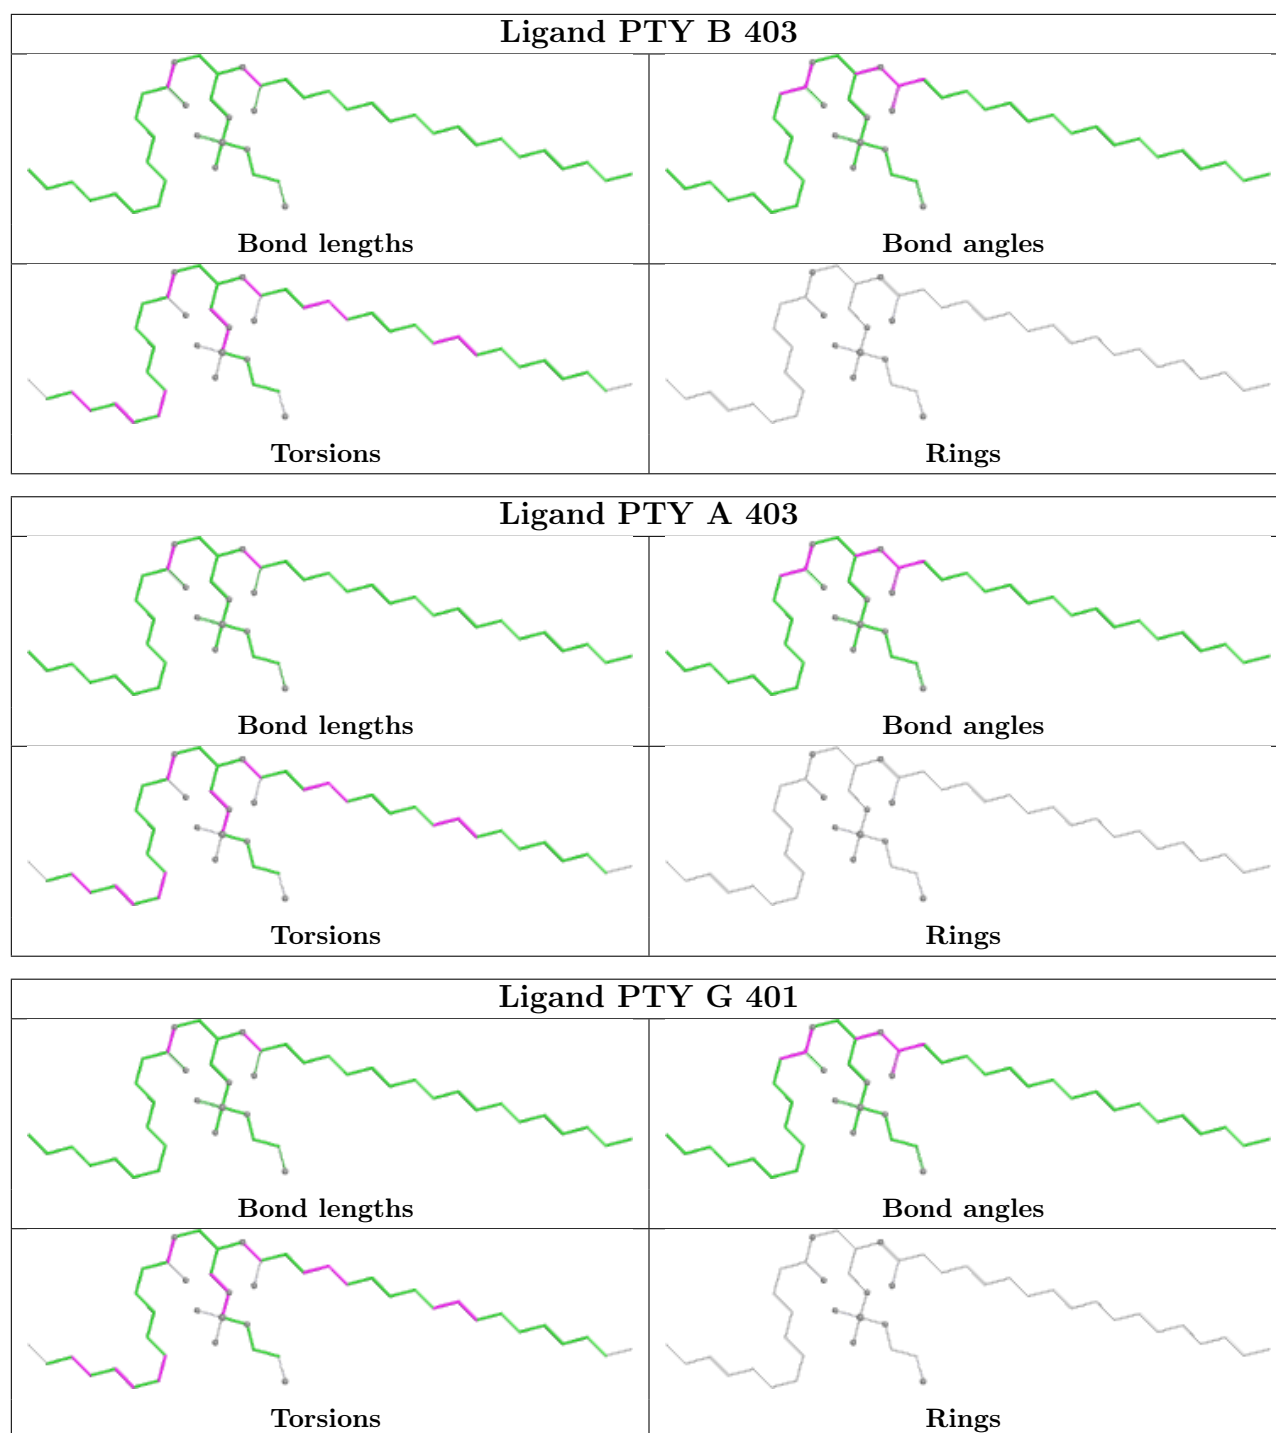 Ligand PTY B 403
Bond lengths
Bond angles
Torsions
Rings
Ligand PTY A 403
Bond lengths
Bond angles
Torsions
Rings
Ligand PTY G 401
Bond lengths
Bond angles
Torsions
Rings